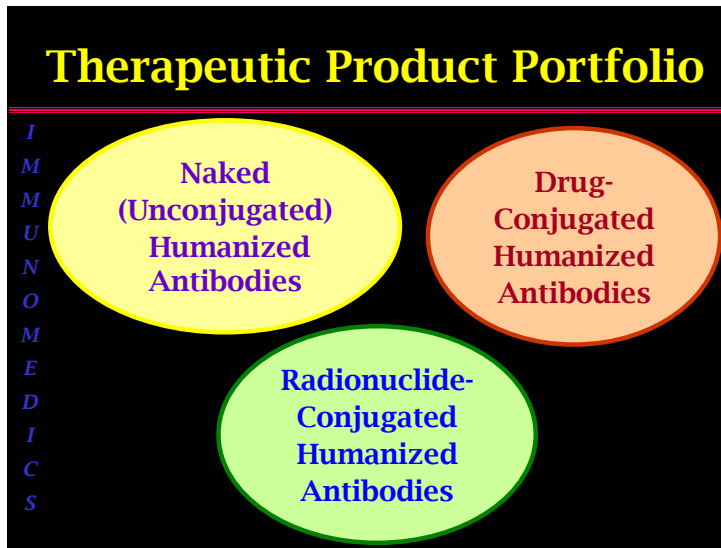 Therapeutic Product Portfolio
I
M
M
U
N
O
M
E
D
I
C
S
Naked
(Unconjugated)
Humanized
Antibodies
Drug-
Conjugated
Humanized
Antibodies
Radionuclide-
Conjugated
Humanized
Antibodies